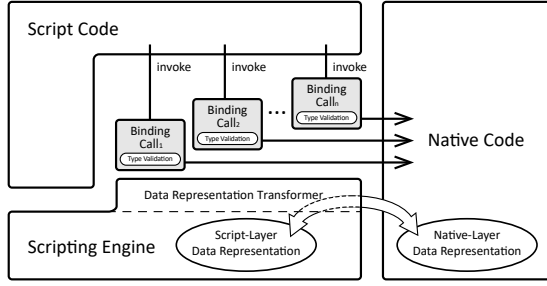 Script Code
invoke
invoke
invoke
Binding
Call₁
Type Validation
Binding
Call₂
Type Validation
...
Binding
Callₙ
Type Validation
Native Code
Data Representation Transformer
Scripting Engine
Script-Layer
Data Representation
Native-Layer
Data Representation